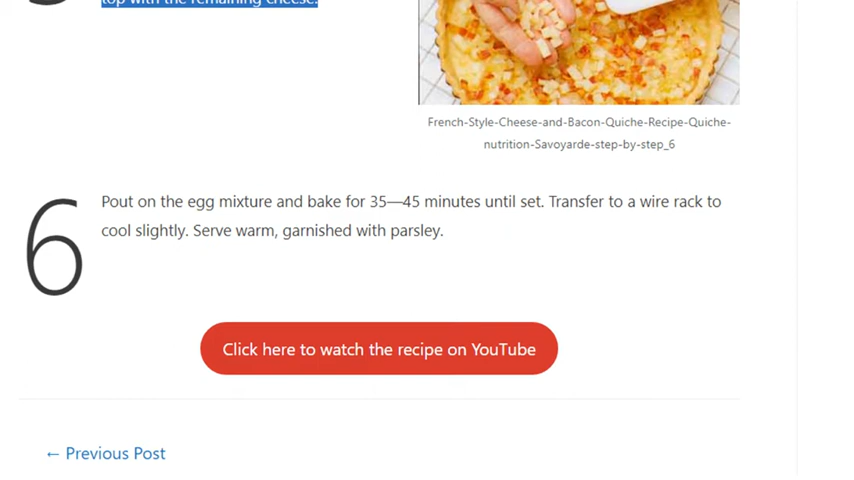 top with the remaining cheese.
French-Style-Cheese-and-Bacon-Quiche-Recipe-Quiche-
nutrition-Savoyarde-step-by-step_6
6
Pout on the egg mixture and bake for 35—45 minutes until set. Transfer to a wire rack to
cool slightly. Serve warm, garnished with parsley.
Click here to watch the recipe on YouTube
← Previous Post